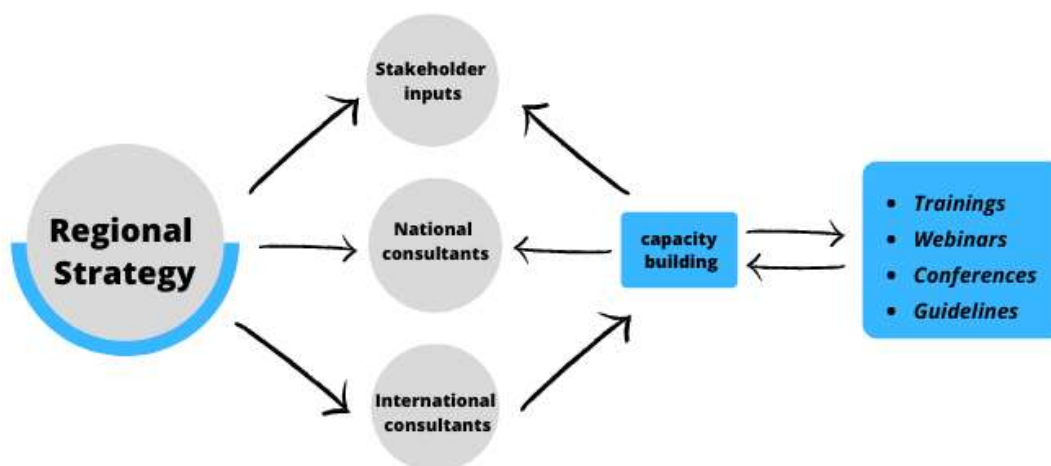 Stakeholder
inputs
Regional
Strategy
National
consultants
International
consultants
capacity
building
• Trainings
• Webinars
• Conferences
• Guidelines